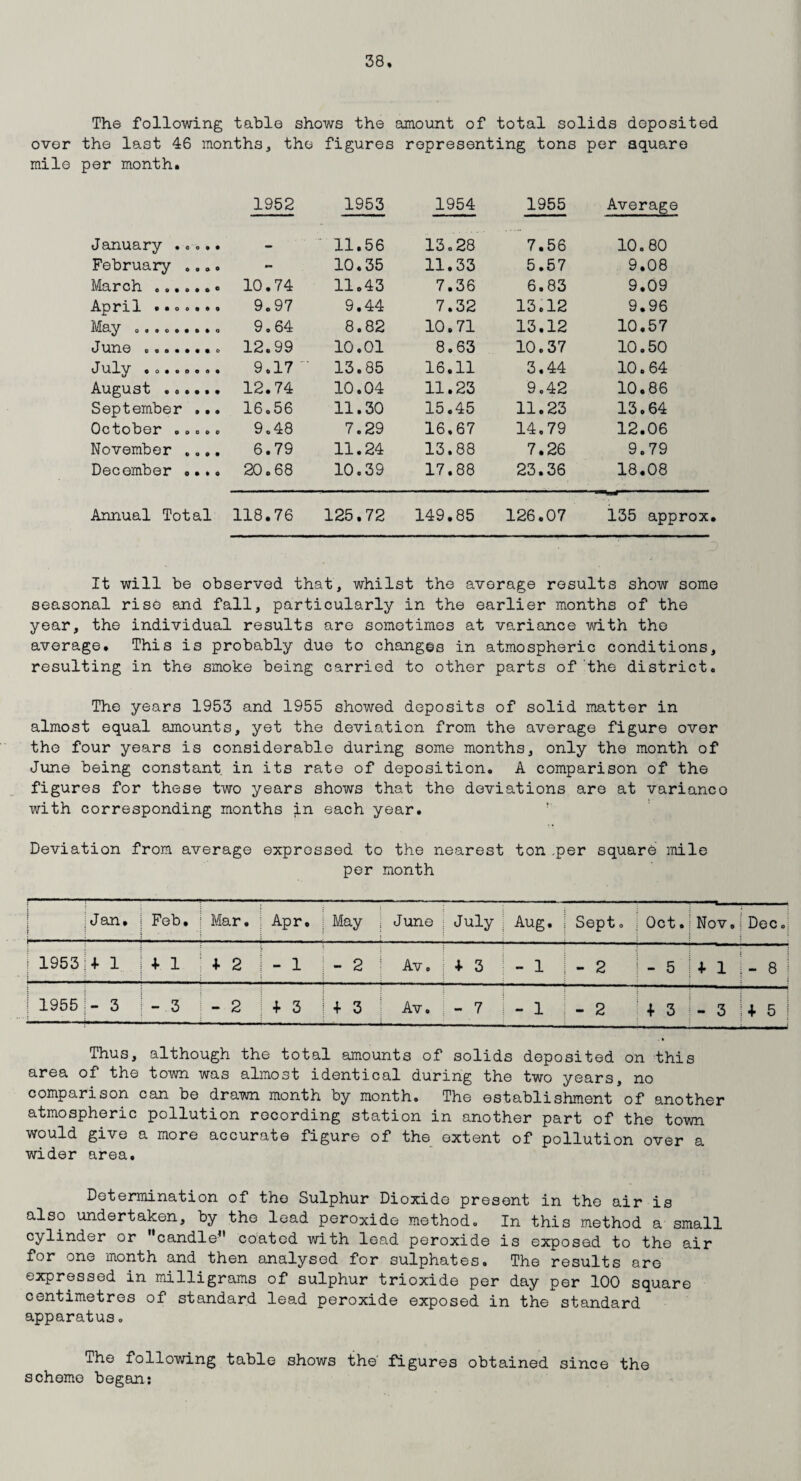 38.
The following table shows the amount of total solids deposited
over the last 46 months, the figures representing tons per square
mile per month.
1952 1953 1954 1955 Average
January ..... - 11.56 13.28 7.56 10.80
February .... - 10.35 11.33 5.57 9.08
March ....... 10.74 11.43 7.36 6.83 9.09
April ....... 9.97 9.44 7.32 13.12 9.96
May ......... 9.64 8.82 10.71 13.12 10.57
June ........ 12.99 10.01 8.63 10.37 10.50
July ........ 9.17 13.85 16.11 3.44 10.64
August ...... 12.74 10.04 11.23 9.42 10.86
September ... 16.56 11.30 15.45 11.23 13.64
October ..... 9.48 7.29 16.67 14.79 12.06
November .... 6.79 11.24 13.88 7.26 9.79
December .... 20.68 10.39 17.88 23.36 18.08
Annual Total 118.76 125.72 149.85 126.07 135 approx.
It will be observed that, whilst the average results show some
seasonal rise and fall, particularly in the earlier months of the
year, the individual results are sometimes at variance with the
average. This is probably due to changes in atmospheric conditions,
resulting in the smoke being carried to other parts of the district.
The years 1953 and 1955 showed deposits of solid matter in
almost equal amounts, yet the deviation from the average figure over
the four years is considerable during some months, only the month of
June being constant in its rate of deposition. A comparison of the
figures for these two years shows that the deviations are at variance
with corresponding months in each year.
Deviation from average expressed to the nearest ton per square mile
per month
Jan. Feb. Mar. Apr. May June July Aug. Sept. Oct. Nov. Dec.
1953 + 1 + 1 + 2 - 1 - 2 Av. + 3 - 1 - 2 - 5 + 1 - 8
1955 - 3 - 3 - 2 + 3 + 3 Av. - 7 - 1 - 2 + 3 - 3 + 5
Thus, although the total amounts of solids deposited on this
area of the town was almost identical during the two years, no
comparison can be drawn month by month. The establishment of another
atmospheric pollution recording station in another part of the town
would give a more accurate figure of the extent of pollution over a
wider area.
Determination of the Sulphur Dioxide present in the air is
also undertaken, by the lead peroxide method. In this method a small
cylinder or "candle" coated with lead peroxide is exposed to the air
for one month and then analysed for sulphates. The results are
expressed in milligrams of sulphur trioxide per day per 100 square
centimetres of standard lead peroxide exposed in the standard
apparatus.
The following table shows the figures obtained since the
scheme began: